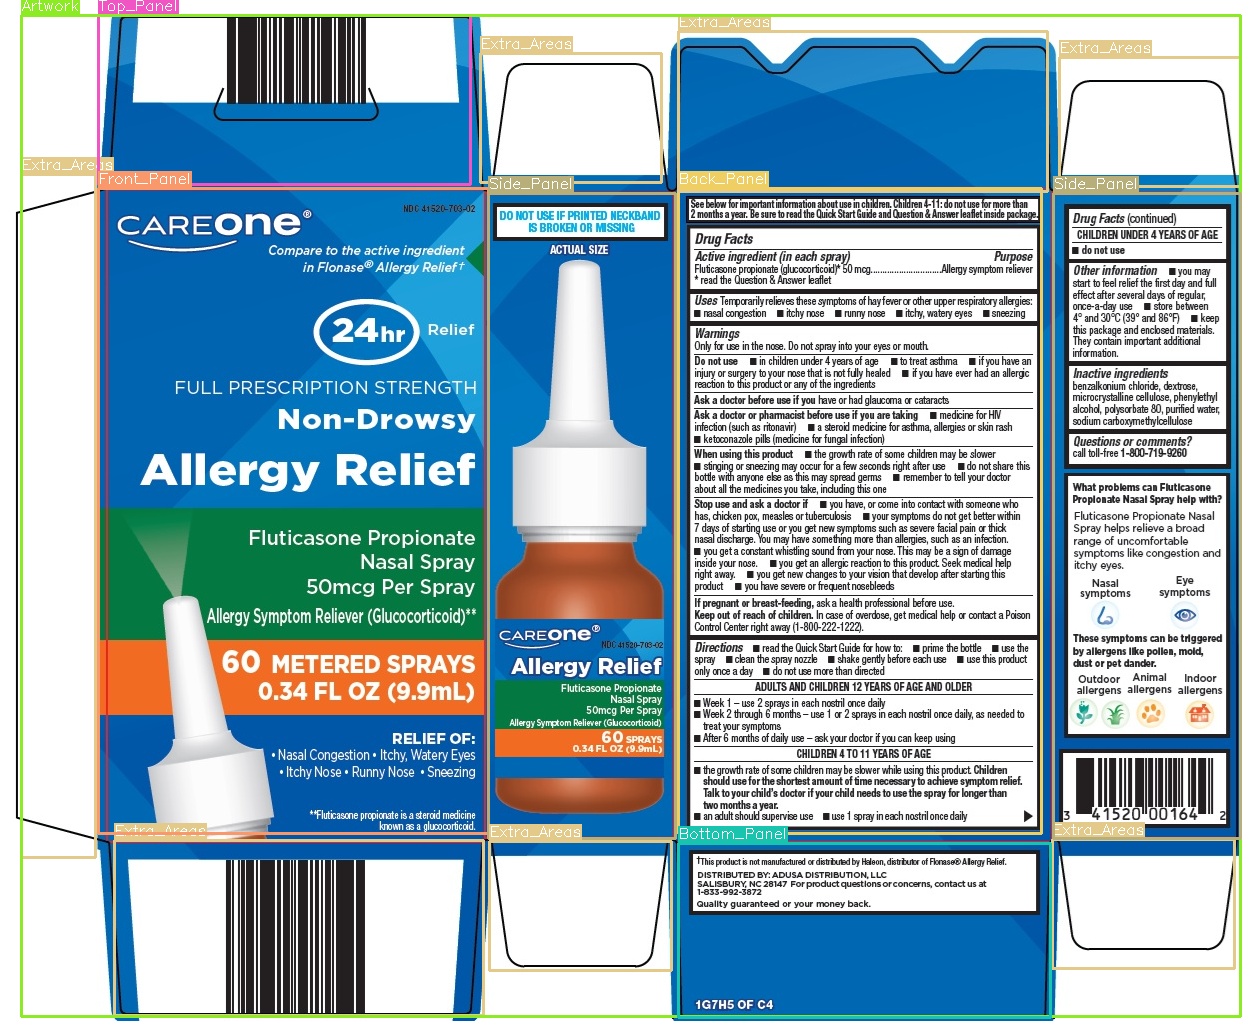 Artwork
Top_Panel
Extra_Areas
Extra_Areas
Extra_Areas
Extra_Areas
Front_Panel
NDC 41520-703-02
CAREONE®
Compare to the active ingredient
in Flonase® Allergy Relief†
24hr Relief
FULL PRESCRIPTION STRENGTH
Non-Drowsy
Allergy Relief
Fluticasone Propionate
Nasal Spray
50mcg Per Spray
Allergy Symptom Reliever (Glucocorticoid)**
60 METERED SPRAYS
0.34 FL OZ (9.9mL)
RELIEF OF:
• Nasal Congestion • Itchy, Watery Eyes
• Itchy Nose • Runny Nose • Sneezing
**Fluticasone propionate is a steroid medicine
known as a glucocorticoid.
Extra_Areas
Side_Panel
DO NOT USE IF PRINTED NECKBAND
IS BROKEN OR MISSING
ACTUAL SIZE
CAREONE®
NDC 41520-703-02
Allergy Relief
Fluticasone Propionate
Nasal Spray
50mcg Per Spray
Allergy Symptom Reliever (Glucocorticoid)
60 SPRAYS
0.34 FL OZ (9.9mL)
Extra_Areas
Back_Panel
See below for important information about use in children. Children 4-11: do not use for more than
2 months a year. Be sure to read the Quick Start Guide and Question & Answer leaflet inside package.
Drug Facts
Active ingredient (in each spray) Purpose
Fluticasone propionate (glucocorticoid)* 50 mcg............................Allergy symptom reliever
* read the Question & Answer leaflet
Uses Temporarily relieves these symptoms of hay fever or other upper respiratory allergies:
■ nasal congestion ■ itchy nose ■ runny nose ■ itchy, watery eyes ■ sneezing
Warnings
Only for use in the nose. Do not spray into your eyes or mouth.
Do not use ■ in children under 4 years of age ■ to treat asthma ■ if you have an
injury or surgery to your nose that is not fully healed ■ if you have ever had an allergic
reaction to this product or any of the ingredients
Ask a doctor before use if you have or had glaucoma or cataracts
Ask a doctor or pharmacist before use if you are taking ■ medicine for HIV
infection (such as ritonavir) ■ a steroid medicine for asthma, allergies or skin rash
■ ketoconazole pills (medicine for fungal infection)
When using this product ■ the growth rate of some children may be slower
■ stinging or sneezing may occur for a few seconds right after use ■ do not share this
bottle with anyone else as this may spread germs ■ remember to tell your doctor
about all the medicines you take, including this one
Stop use and ask a doctor if ■ you have, or come into contact with someone who
has, chicken pox, measles or tuberculosis ■ your symptoms do not get better within
7 days of starting use or you get new symptoms such as severe facial pain or thick
nasal discharge. You may have something more than allergies, such as an infection.
■ you get a constant whistling sound from your nose. This may be a sign of damage
inside your nose. ■ you get an allergic reaction to this product. Seek medical help
right away. ■ you get new changes to your vision that develop after starting this
product ■ you have severe or frequent nosebleeds
If pregnant or breast-feeding, ask a health professional before use.
Keep out of reach of children. In case of overdose, get medical help or contact a Poison
Control Center right away (1-800-222-1222).
Directions ■ read the Quick Start Guide for how to: ■ prime the bottle ■ use the
spray ■ clean the spray nozzle ■ shake gently before each use ■ use this product
only once a day ■ do not use more than directed
ADULTS AND CHILDREN 12 YEARS OF AGE AND OLDER
■ Week 1 – use 2 sprays in each nostril once daily
■ Week 2 through 6 months – use 1 or 2 sprays in each nostril once daily, as needed to
treat your symptoms
■ After 6 months of daily use – ask your doctor if you can keep using
CHILDREN 4 TO 11 YEARS OF AGE
■ the growth rate of some children may be slower while using this product. Children
should use for the shortest amount of time necessary to achieve symptom relief.
Talk to your child's doctor if your child needs to use the spray for longer than
two months a year.
■ an adult should supervise use ■ use 1 spray in each nostril once daily
Side_Panel
Drug Facts (continued)
CHILDREN UNDER 4 YEARS OF AGE
■ do not use
Other information ■ you may
start to feel relief the first day and full
effect after several days of regular,
once-a-day use ■ store between
4° and 30°C (39° and 86°F) ■ keep
this package and enclosed materials.
They contain important additional
information.
Inactive ingredients
benzalkonium chloride, dextrose,
microcrystalline cellulose, phenylethyl
alcohol, polysorbate 80, purified water,
sodium carboxymethylcellulose
Questions or comments?
call toll-free 1-800-719-9260
What problems can Fluticasone
Propionate Nasal Spray help with?
Fluticasone Propionate Nasal
Spray helps relieve a broad
range of uncomfortable
symptoms like congestion and
itchy eyes.
Nasal
symptoms
Eye
symptoms
These symptoms can be triggered
by allergens like pollen, mold,
dust or pet dander.
Outdoor
allergens
Animal
allergens
Indoor
allergens
3 41520 00164 2
Extra_Areas
Bottom_Panel
†This product is not manufactured or distributed by Haleon, distributor of Flonase® Allergy Relief.
DISTRIBUTED BY: ADUSA DISTRIBUTION, LLC
SALISBURY, NC 28147 For product questions or concerns, contact us at
1-833-992-3872
Quality guaranteed or your money back.
1G7H5 OF C4